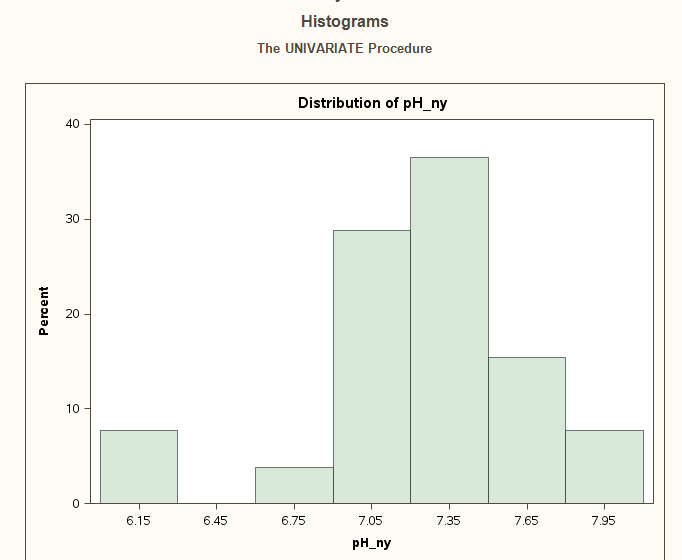 Histograms
The UNIVARIATE Procedure
Distribution of pH_ny
40
30
20
10
0
Percent
6.15 6.45 6.75 7.05 7.35 7.65 7.95
pH_ny